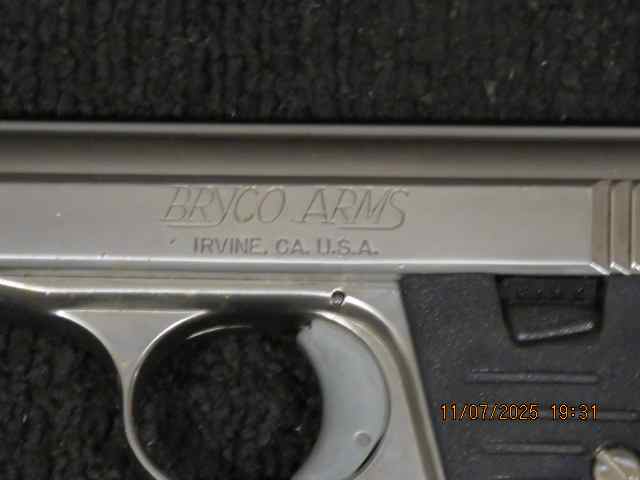 BRYCO ARMS
IRVINE, CA. U.S.A.
11/07/2025 19:31